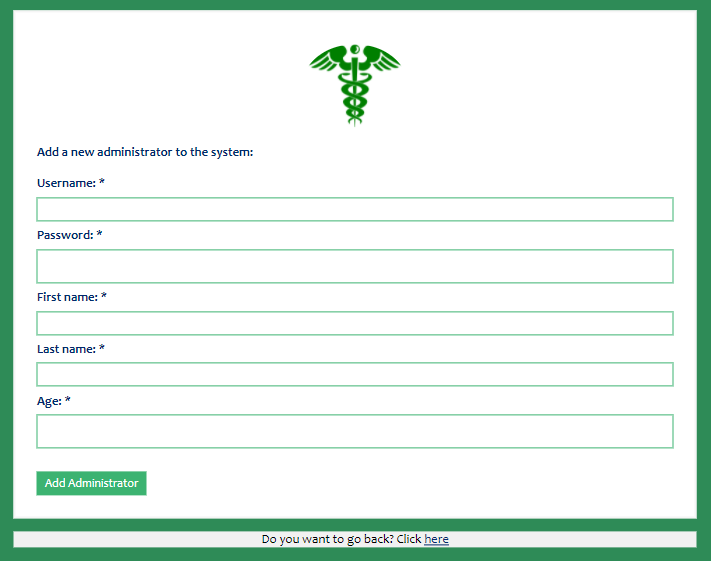 Add a new administrator to the system:
Username: *
Password: *
First name: *
Last name: *
Age: *
Add Administrator
Do you want to go back? Click here